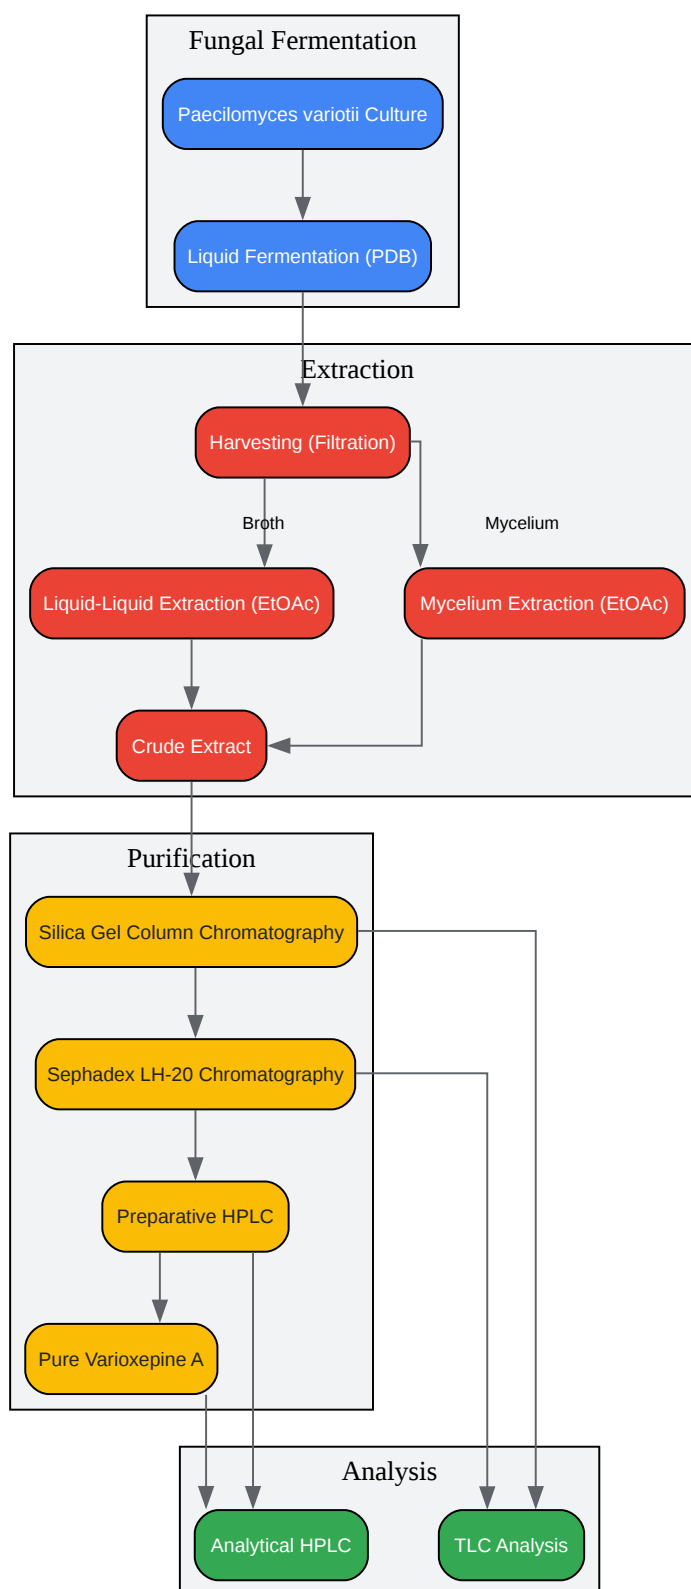 Fungal Fermentation
Paecilomyces variotii Culture
Liquid Fermentation (PDB)
Extraction
Harvesting (Filtration)
Broth
Mycelium
Liquid-Liquid Extraction (EtOAc)
Mycelium Extraction (EtOAc)
Crude Extract
Purification
Silica Gel Column Chromatography
Sephadex LH-20 Chromatography
Preparative HPLC
Pure Varioxepine A
Analysis
Analytical HPLC
TLC Analysis